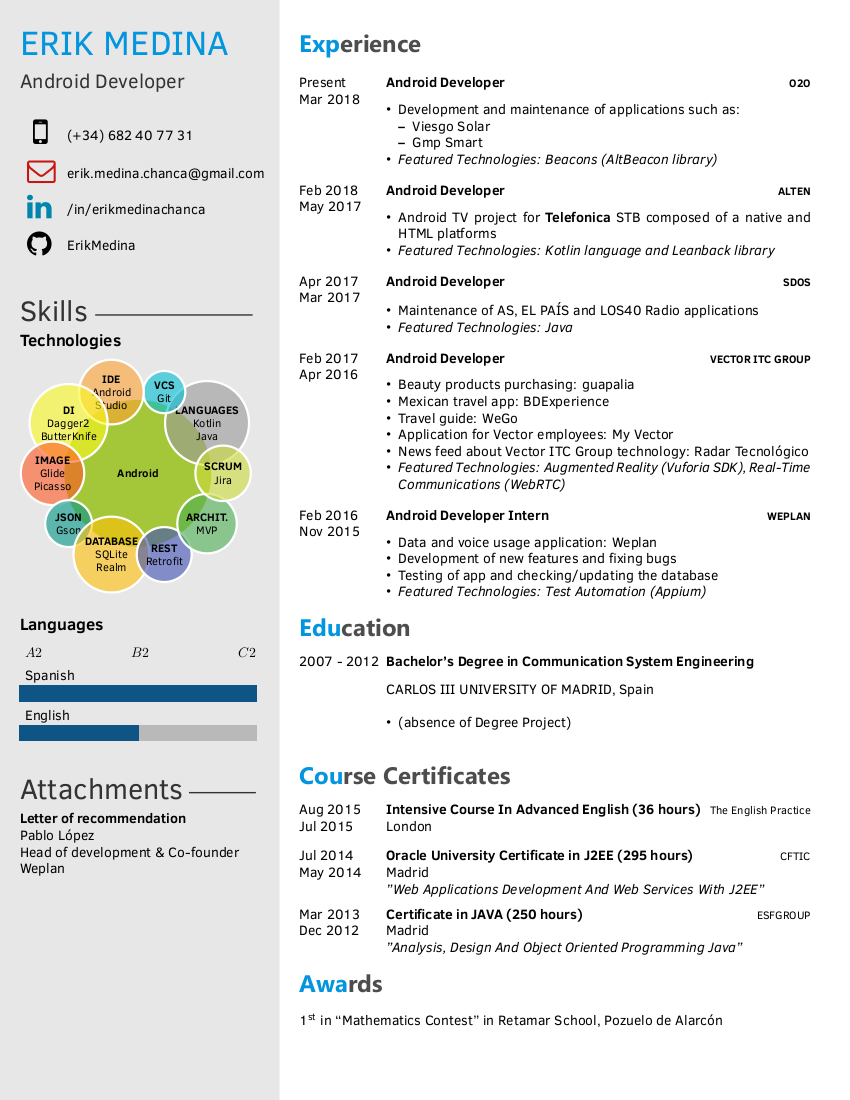 ERIK MEDINA
Android Developer
(+34) 682 40 77 31
erik.medina.chanca@gmail.com
/in/erikmedinachanca
ErikMedina
Skills
Technologies
IDE
Android
Studio
VCS
Git
LANGUAGES
Kotlin
Java
DI
Dagger2
ButterKnife
IMAGE
Glide
Picasso
Android
SCRUM
Jira
JSON
Gson
ARCHIT.
MVP
DATABASE
SQLite
Realm
REST
Retrofit
Languages
A2 B2 C2
Spanish
English
Attachments
Letter of recommendation
Pablo López
Head of development & Co-founder
Weplan
Experience
Present Android Developer O2O
Mar 2018
• Development and maintenance of applications such as:
– Viesgo Solar
– Gmp Smart
• Featured Technologies: Beacons (AltBeacon library)
Feb 2018 Android Developer ALTEN
May 2017
• Android TV project for Telefonica STB composed of a native and
HTML platforms
• Featured Technologies: Kotlin language and Leanback library
Apr 2017 Android Developer SDOS
Mar 2017
• Maintenance of AS, EL PAÍS and LOS40 Radio applications
• Featured Technologies: Java
Feb 2017 Android Developer VECTOR ITC GROUP
Apr 2016
• Beauty products purchasing: guapalia
• Mexican travel app: BDExperience
• Travel guide: WeGo
• Application for Vector employees: My Vector
• News feed about Vector ITC Group technology: Radar Tecnológico
• Featured Technologies: Augmented Reality (Vuforia SDK), Real-Time
Communications (WebRTC)
Feb 2016 Android Developer Intern WEPLAN
Nov 2015
• Data and voice usage application: Weplan
• Development of new features and fixing bugs
• Testing of app and checking/updating the database
• Featured Technologies: Test Automation (Appium)
Education
2007 - 2012 Bachelor's Degree in Communication System Engineering
CARLOS III UNIVERSITY OF MADRID, Spain
• (absence of Degree Project)
Course Certificates
Aug 2015 Intensive Course In Advanced English (36 hours) The English Practice
Jul 2015 London
Jul 2014 Oracle University Certificate in J2EE (295 hours) CFTIC
May 2014 Madrid
"Web Applications Development And Web Services With J2EE"
Mar 2013 Certificate in JAVA (250 hours) ESFGROUP
Dec 2012 Madrid
"Analysis, Design And Object Oriented Programming Java"
Awards
1st in “Mathematics Contest” in Retamar School, Pozuelo de Alarcón